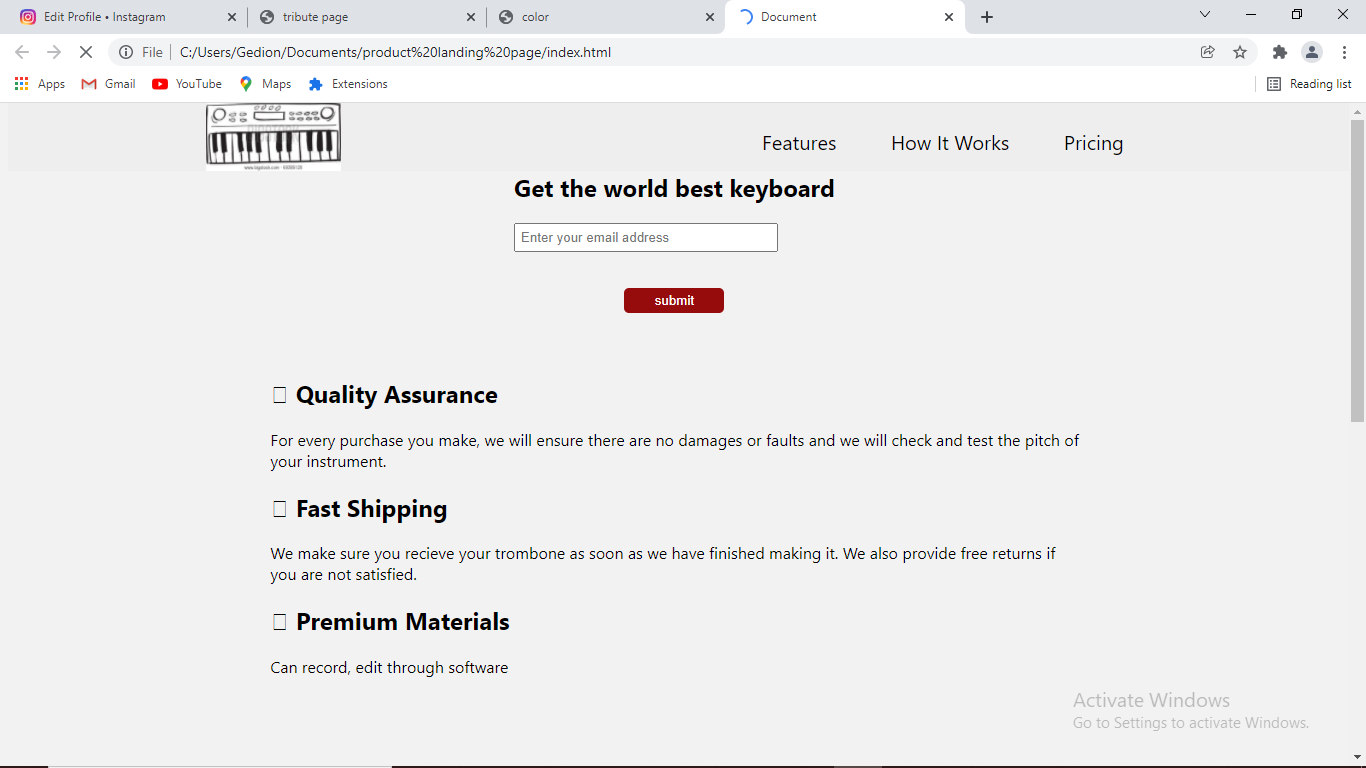 Edit Profile • Instagram
tribute page
color
Document
File
C:/Users/Gedion/Documents/product%20landing%20page/index.html
Apps
Gmail
YouTube
Maps
Extensions
Reading list
Features
How It Works
Pricing
Get the world best keyboard
Enter your email address
submit
Quality Assurance
For every purchase you make, we will ensure there are no damages or faults and we will check and test the pitch of
your instrument.
Fast Shipping
We make sure you recieve your trombone as soon as we have finished making it. We also provide free returns if
you are not satisfied.
Premium Materials
Can record, edit through software
Activate Windows
Go to Settings to activate Windows.